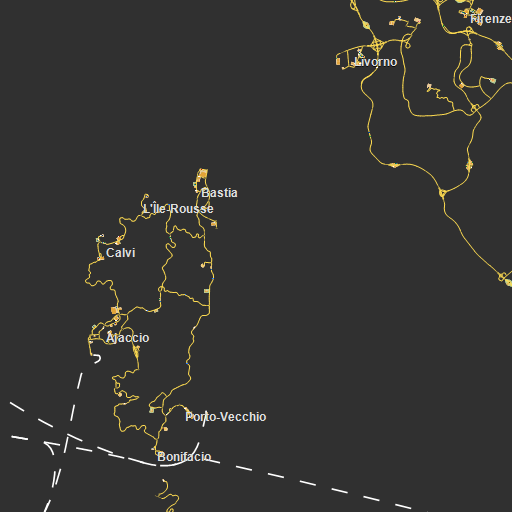 Firenze
Livorno
Bastia
L'Île-Rousse
Calvi
Ajaccio
Porto-Vecchio
Bonifacio